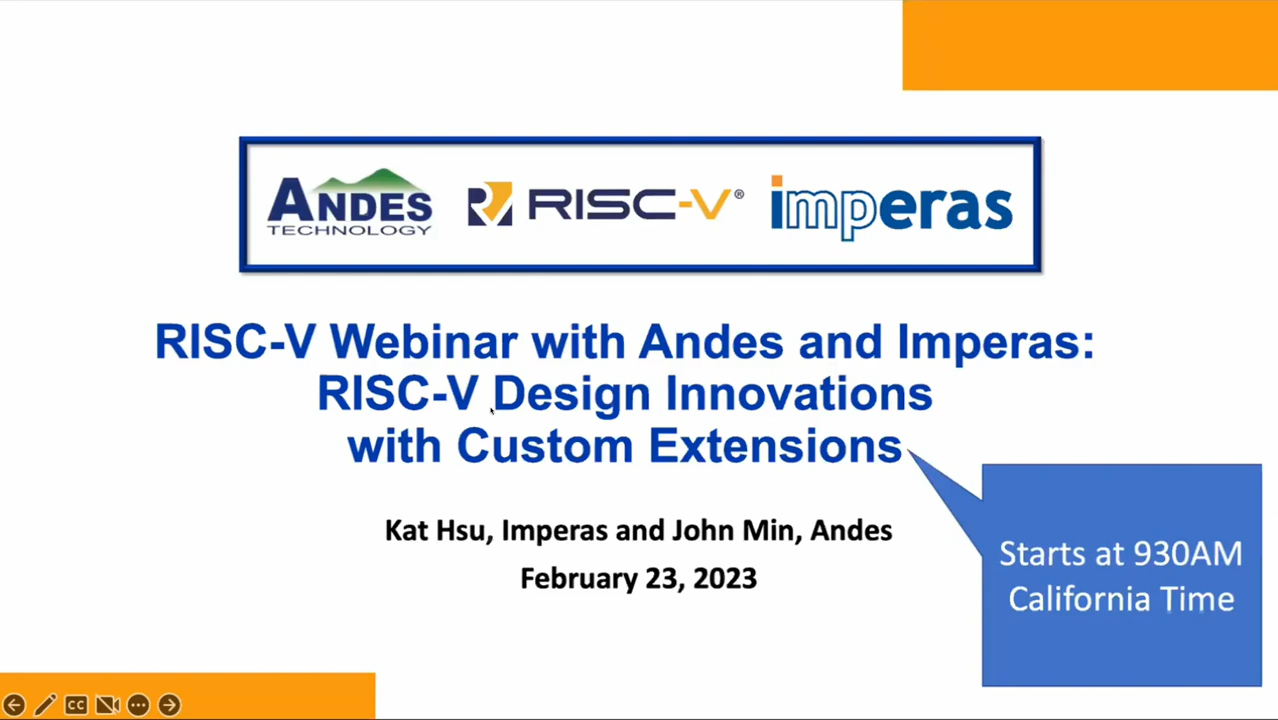 ANDES
TECHNOLOGY
RISC-V®
imperas
RISC-V Webinar with Andes and Imperas:
RISC-V Design Innovations
with Custom Extensions
Kat Hsu, Imperas and John Min, Andes
February 23, 2023
Starts at 930AM
California Time
CC